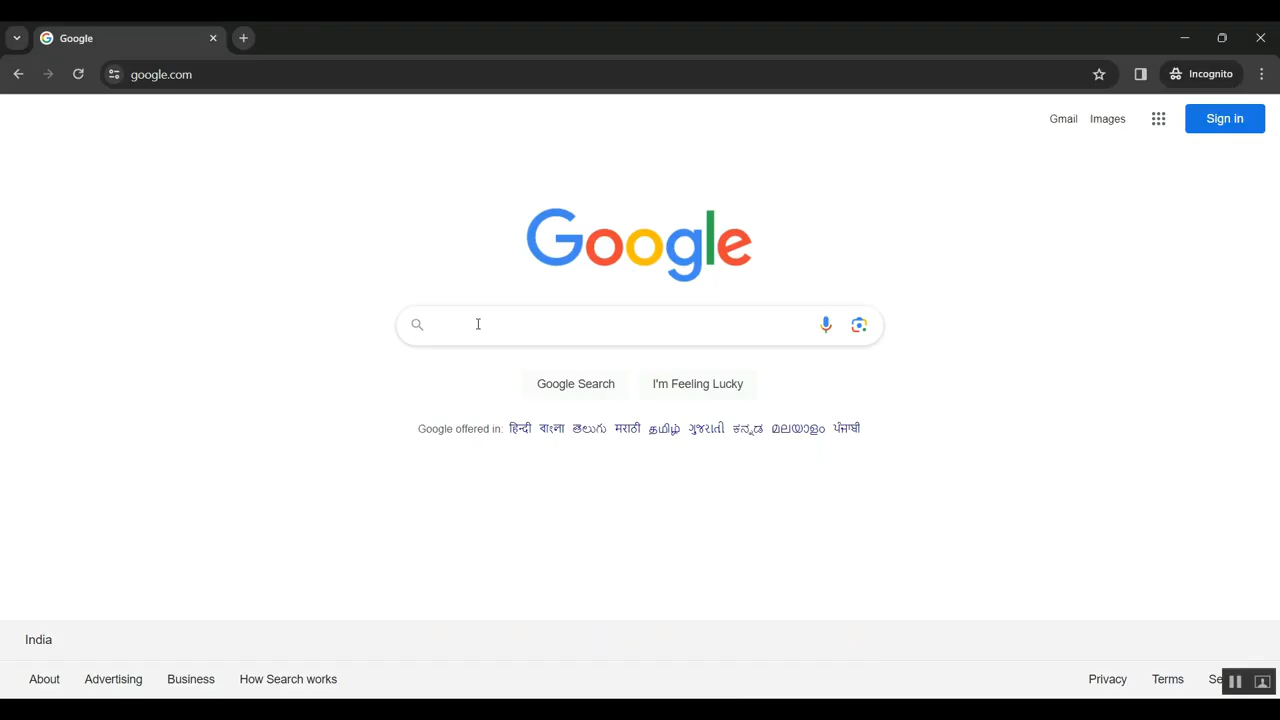 Google
google.com
Incognito
Gmail Images
Sign in
Google
Google Search I'm Feeling Lucky
Google offered in: हिन्दी বাংলা తెలుగు मराठी தமிழ் ગુજરાતી ಕನ್ನಡ മലയാളം ਪੰਜਾਬੀ
India
About Advertising Business How Search works Privacy Terms